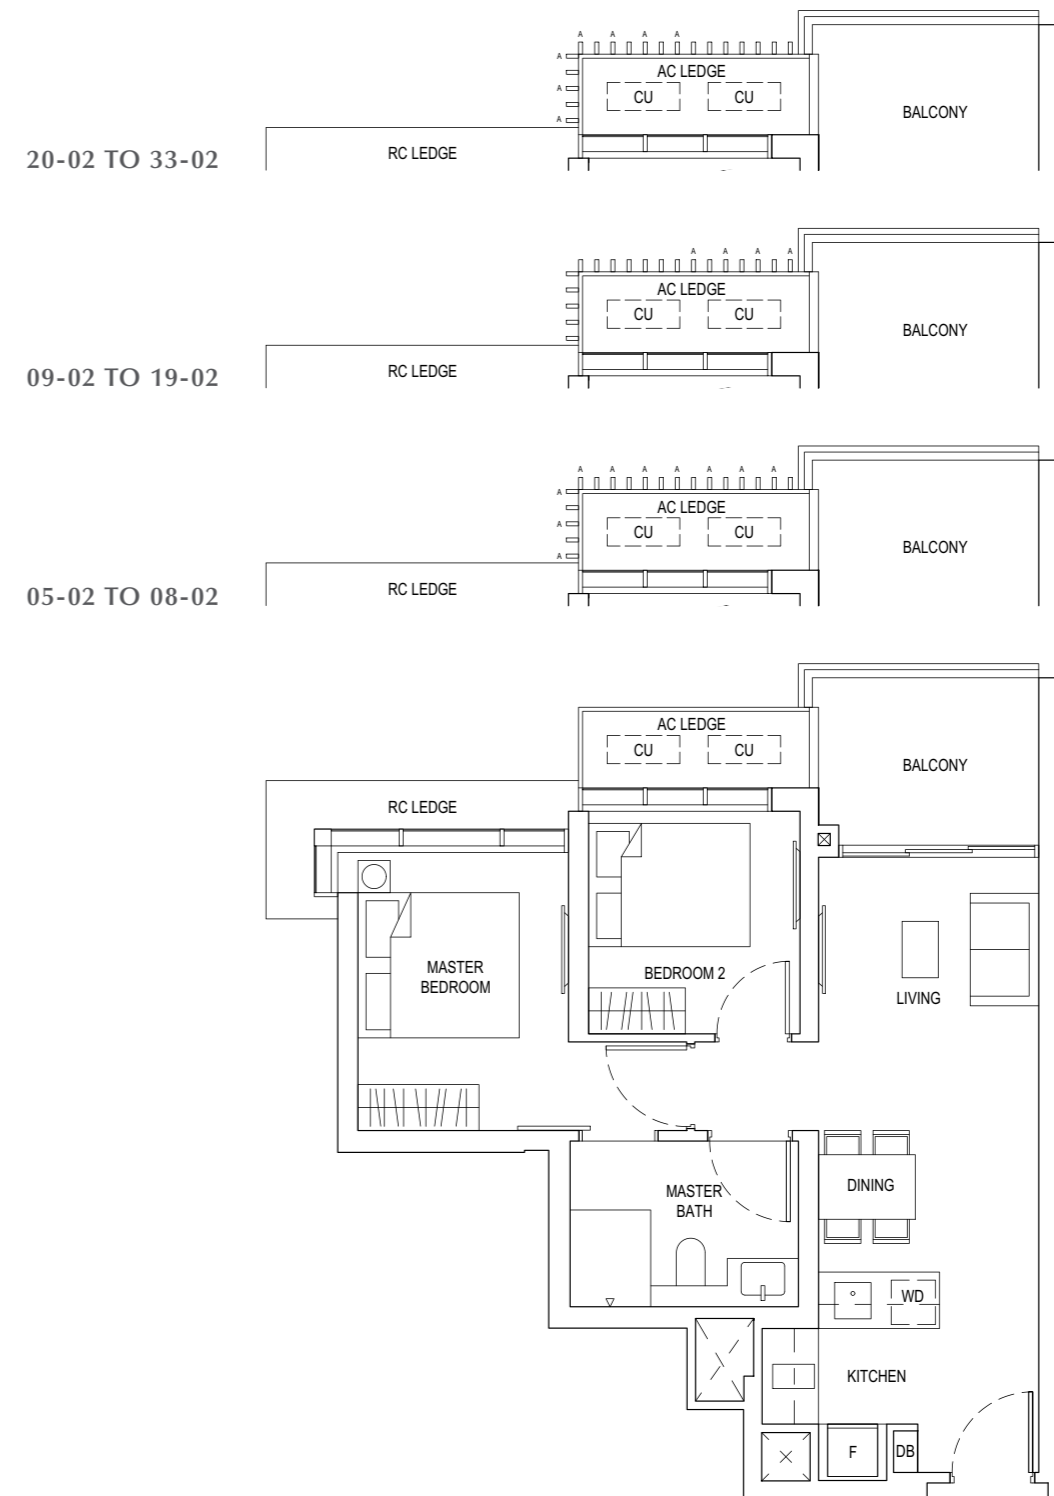 A A A A
A
AC LEDGE
A
CU CU
BALCONY
A
20-02 TO 33-02
RC LEDGE
A A A A
AC LEDGE
CU CU
BALCONY
09-02 TO 19-02
RC LEDGE
A A A A A A A
A
AC LEDGE
A
CU CU
BALCONY
A
05-02 TO 08-02
RC LEDGE
AC LEDGE
CU CU
BALCONY
RC LEDGE
MASTER
BEDROOM
BEDROOM 2
LIVING
DINING
MASTER
BATH
WD
KITCHEN
F
DB